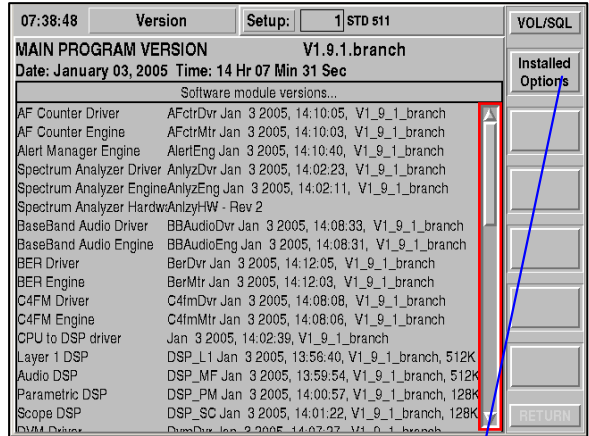 07:38:48 Version Setup: 1 STD 511 VOL/SQL
MAIN PROGRAM VERSION V1.9.1.branch
Date: January 03, 2005 Time: 14 Hr 07 Min 31 Sec
Installed
Options
Software module versions...
AF Counter Driver AFctrDvr Jan 3 2005, 14:10:05, V1_9_1_branch
AF Counter Engine AFctrMtr Jan 3 2005, 14:10:03, V1_9_1_branch
Alert Manager Engine AlertEng Jan 3 2005, 14:10:40, V1_9_1_branch
Spectrum Analyzer Driver AnlyzDvr Jan 3 2005, 14:02:23, V1_9_1_branch
Spectrum Analyzer Engine AnlyzEng Jan 3 2005, 14:02:11, V1_9_1_branch
Spectrum Analyzer Hardw AnlzyHW - Rev 2
BaseBand Audio Driver BBAudioDvr Jan 3 2005, 14:08:33, V1_9_1_branch
BaseBand Audio Engine BBAudioEng Jan 3 2005, 14:08:31, V1_9_1_branch
BER Driver BerDvr Jan 3 2005, 14:12:05, V1_9_1_branch
BER Engine BerMtr Jan 3 2005, 14:12:03, V1_9_1_branch
C4FM Driver C4fmDvr Jan 3 2005, 14:08:08, V1_9_1_branch
C4FM Engine C4fmMtr Jan 3 2005, 14:08:06, V1_9_1_branch
CPU to DSP driver Jan 3 2005, 14:02:39, V1_9_1_branch
Layer 1 DSP DSP_L1 Jan 3 2005, 13:56:40, V1_9_1_branch, 512K
Audio DSP DSP_MF Jan 3 2005, 13:59:54, V1_9_1_branch, 512K
Parametric DSP DSP_PM Jan 3 2005, 14:00:57, V1_9_1_branch, 128K
Scope DSP DSP_SC Jan 3 2005, 14:01:22, V1_9_1_branch, 128K
DVM Driver DvmDvr Jan 3 2005, 14:07:27, V1_9_1_branch
RETURN